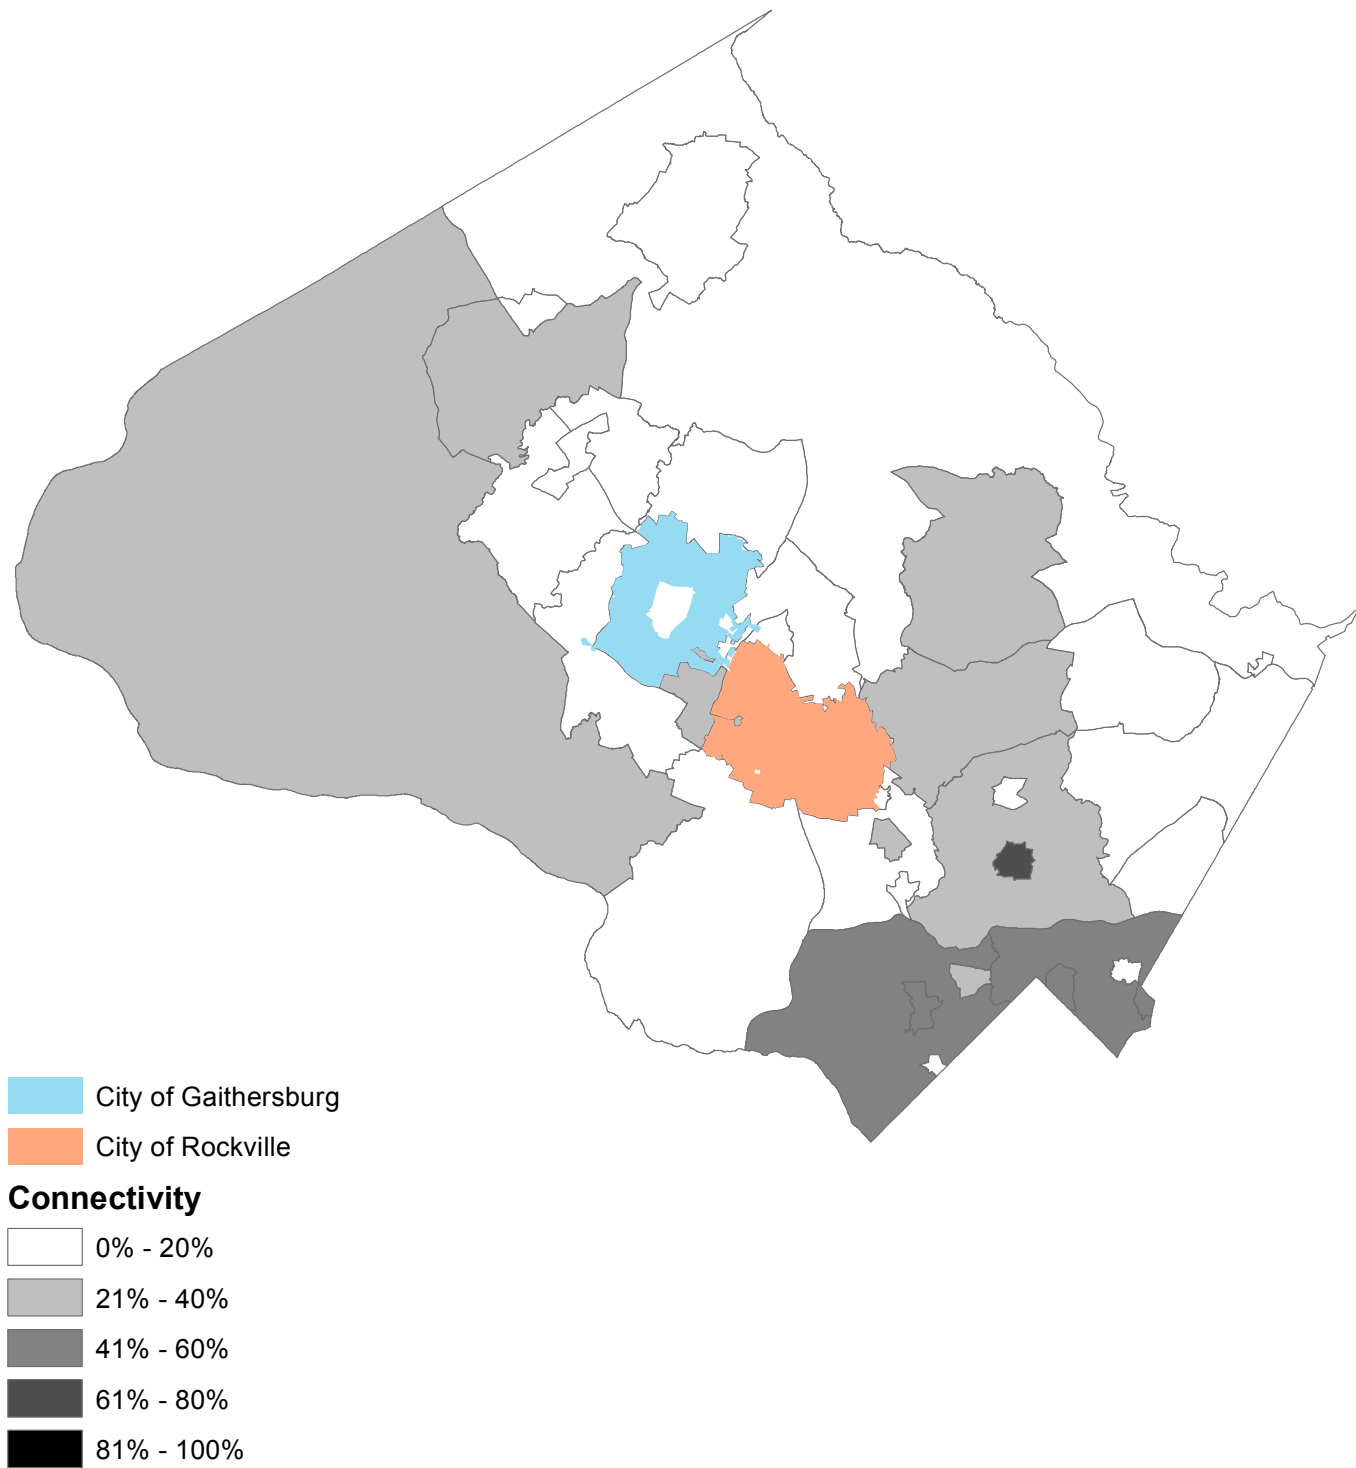 City of Gaithersburg
City of Rockville
Connectivity
0% - 20%
21% - 40%
41% - 60%
61% - 80%
81% - 100%